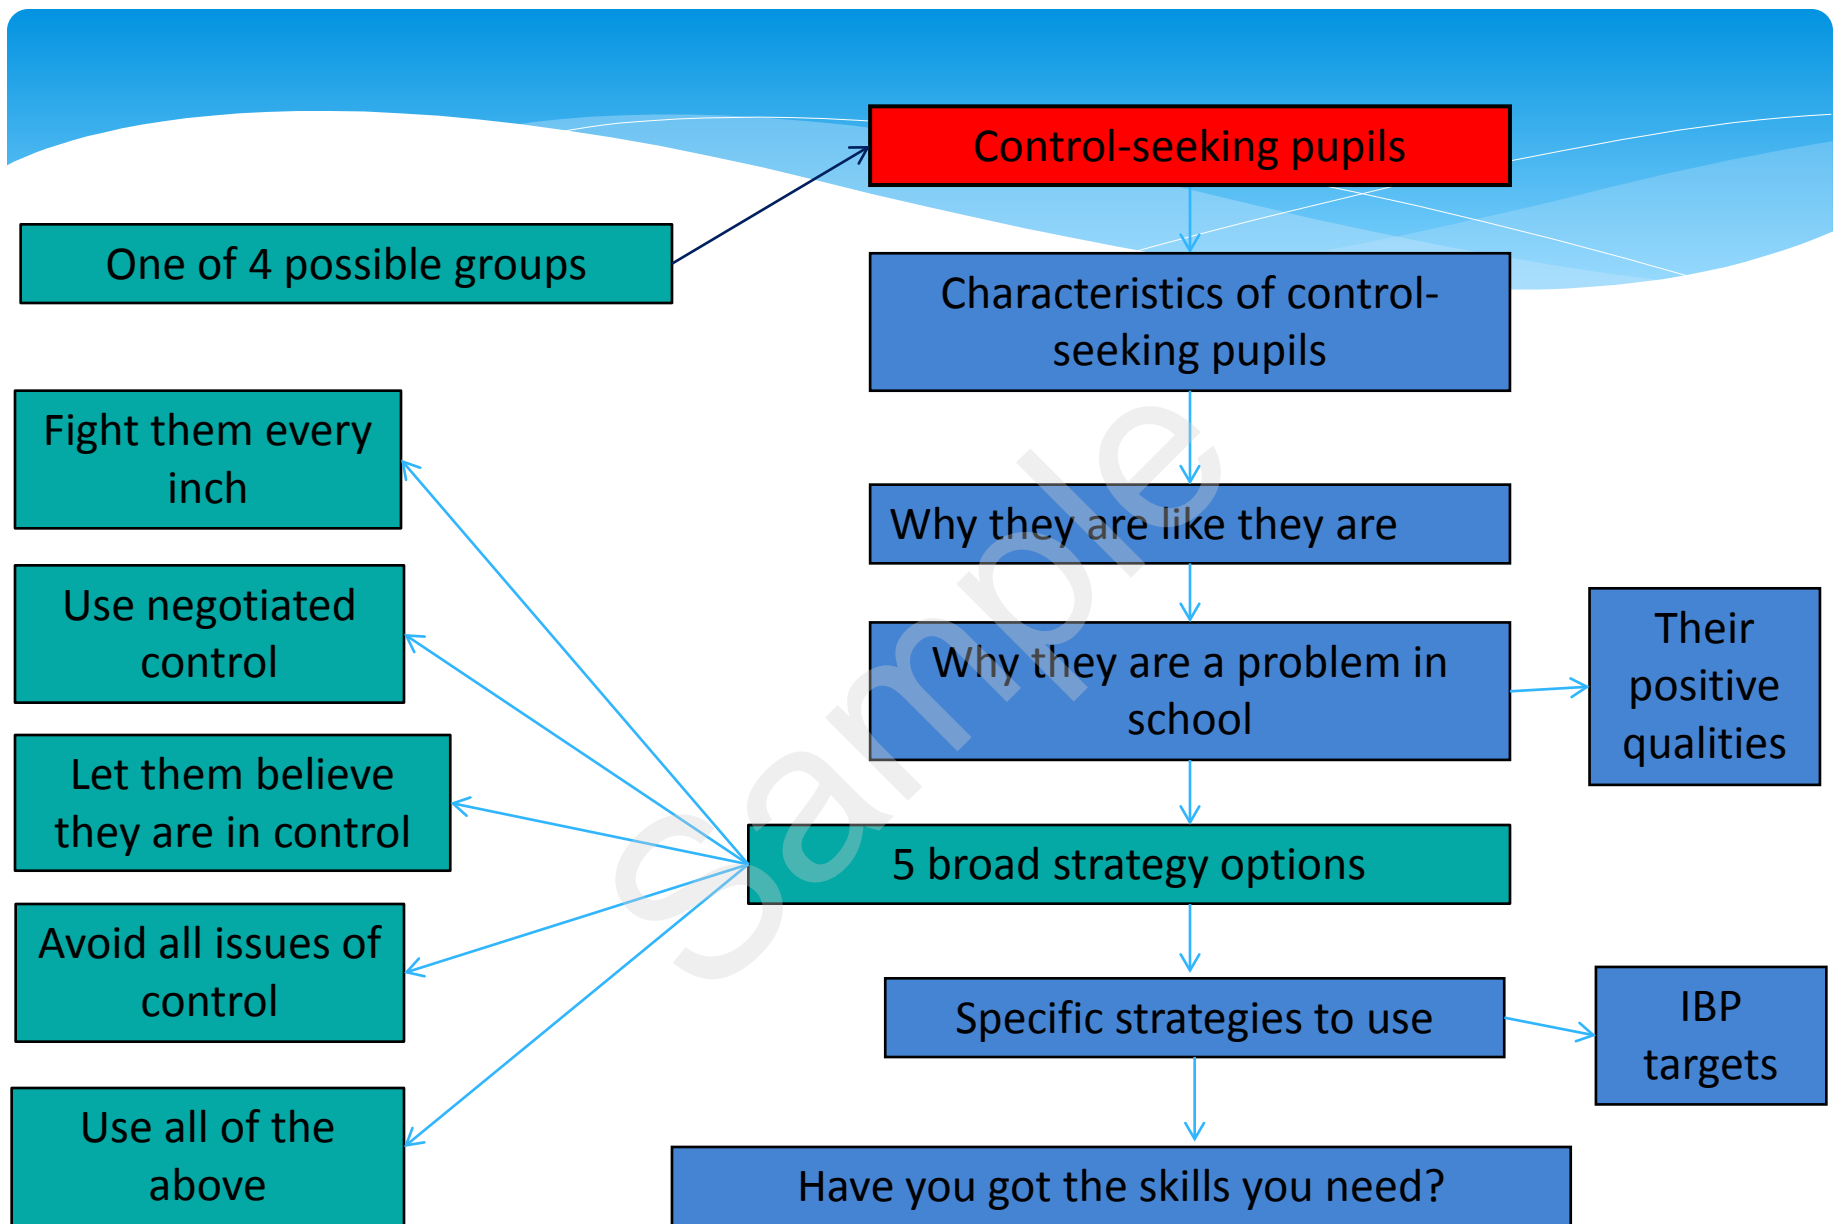 Control-seeking pupils
One of 4 possible groups
Characteristics of control-
seeking pupils
Why they are like they are
Why they are a problem in
school
Their
positive
qualities
5 broad strategy options
Fight them every
inch
Use negotiated
control
Let them believe
they are in control
Avoid all issues of
control
Use all of the
above
Specific strategies to use
IBP
targets
Have you got the skills you need?
Sample